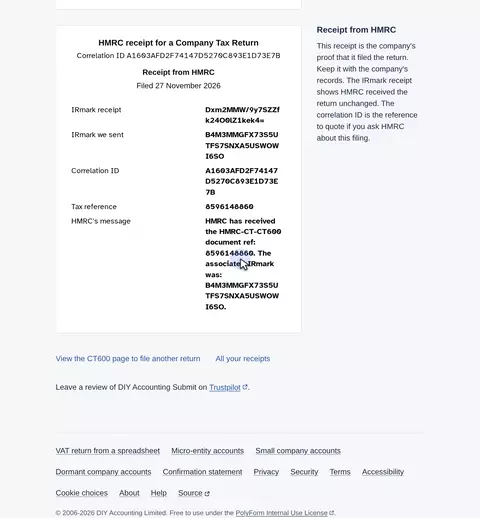 HMRC receipt for a Company Tax Return
Correlation ID A1603AFD2F74147D5270C893E1D73E7B
Receipt from HMRC
Filed 27 November 2026
IRmark receipt
Dxm2MMW/9y7SZZf
k24O0lZ1kek4=
IRmark we sent
B4M3MMGFX73S5U
TFS7SNXA5USWOW
I6SO
Correlation ID
A1603AFD2F74147
D5270C893E1D73E
7B
Tax reference
8596148860
HMRC's message
HMRC has received
the HMRC-CT-CT600
document ref:
8596148860. The
associated IRmark
was:
B4M3MMGFX73S5U
TFS7SNXA5USWOW
I6SO.
Receipt from HMRC
This receipt is the company's
proof that it filed the return.
Keep it with the company's
records. The IRmark receipt
shows HMRC received the
return unchanged. The
correlation ID is the reference
to quote if you ask HMRC
about this filing.
View the CT600 page to file another return All your receipts
Leave a review of DIY Accounting Submit on Trustpilot.
VAT return from a spreadsheet Micro-entity accounts Small company accounts
Dormant company accounts Confirmation statement Privacy Security Terms Accessibility
Cookie choices About Help Source
© 2006-2026 DIY Accounting Limited. Free to use under the PolyForm Internal Use License.